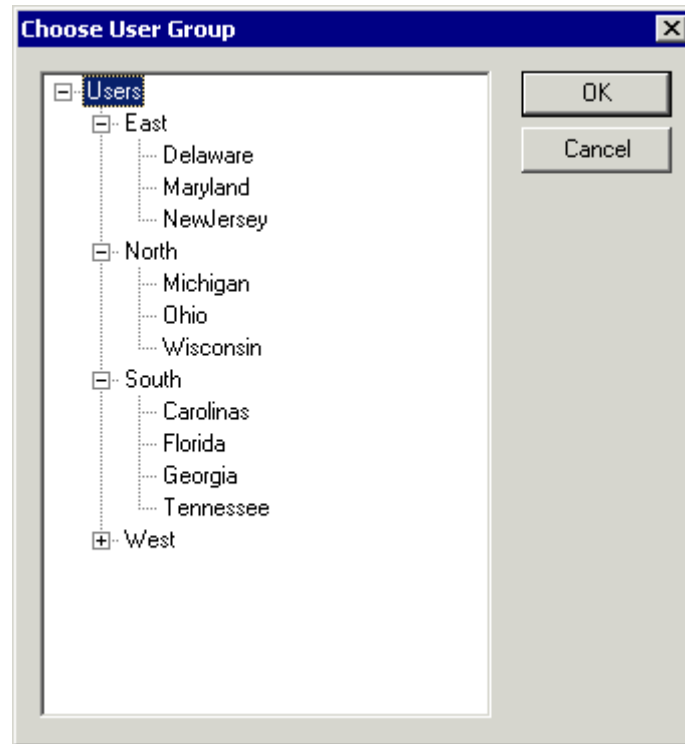 Choose User Group
Users
OK
East
Cancel
Delaware
Maryland
NewJersey
North
Michigan
Ohio
Wisconsin
South
Carolinas
Florida
Georgia
Tennessee
West